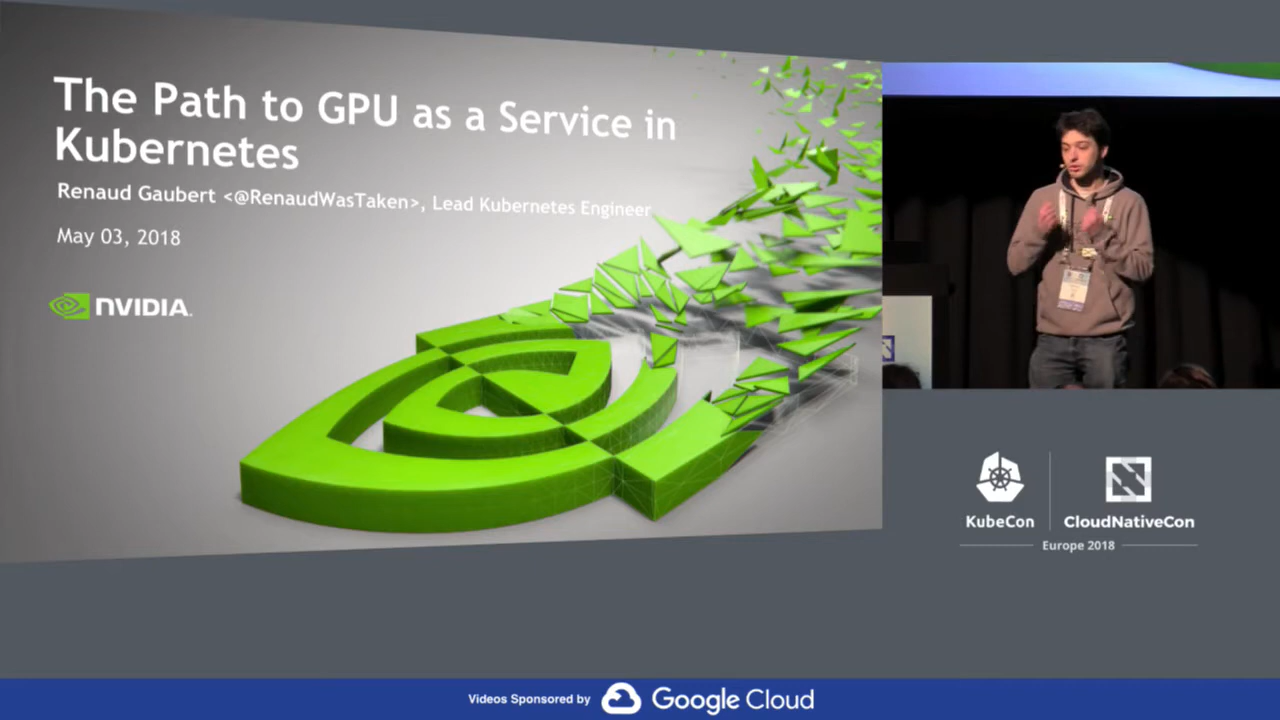 The Path to GPU as a Service in
Kubernetes
Renaud Gaubert <@RenaudWasTaken>, Lead Kubernetes Engineer
May 03, 2018
NVIDIA.
KubeCon
CloudNativeCon
Europe 2018
Videos Sponsored by Google Cloud